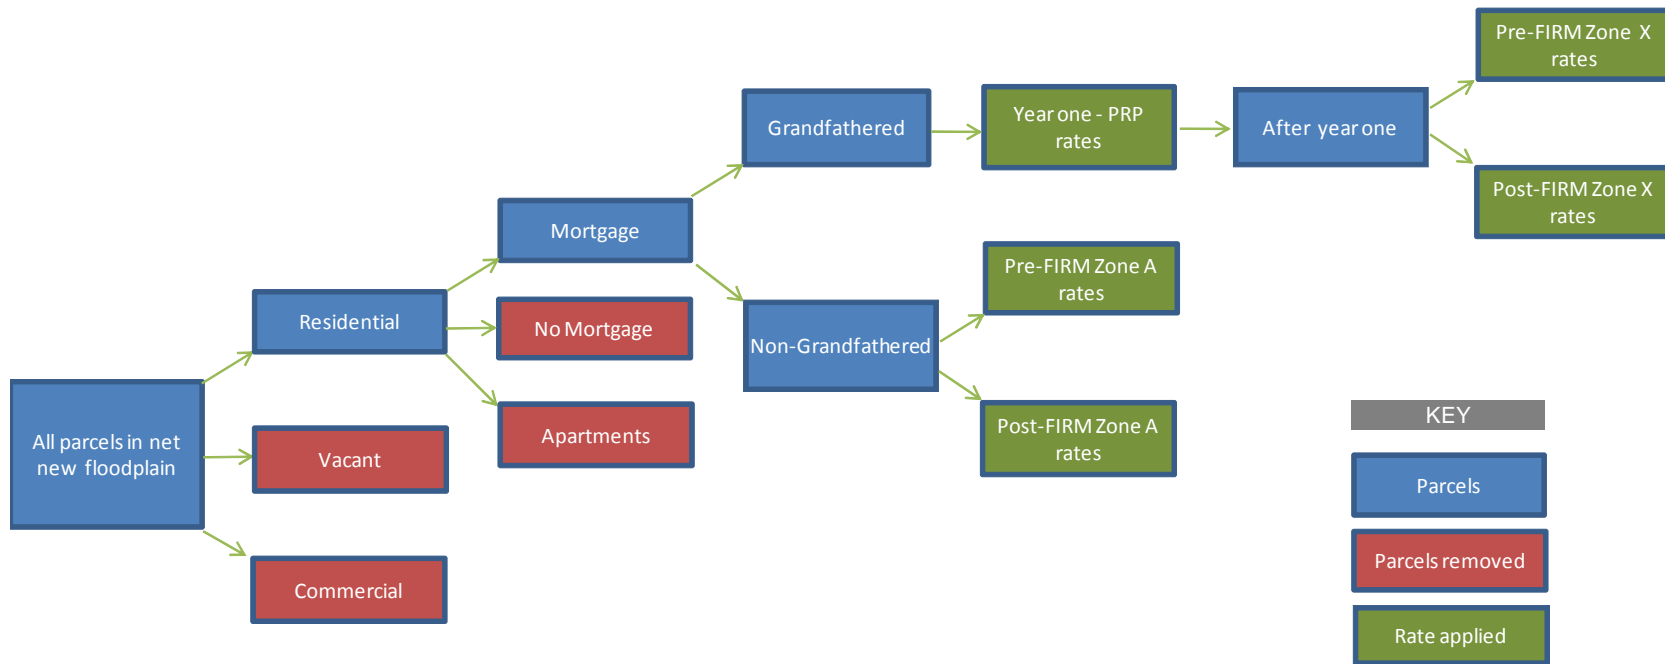 All parcels in net
new floodplain
Residential
Vacant
Commercial
Mortgage
No Mortgage
Apartments
Grandfathered
Non-Grandfathered
Year one - PRP
rates
Pre-FIRM Zone A
rates
Post-FIRM Zone A
rates
After year one
Pre-FIRM Zone X
rates
Post-FIRM Zone X
rates
KEY
Parcels
Parcels removed
Rate applied